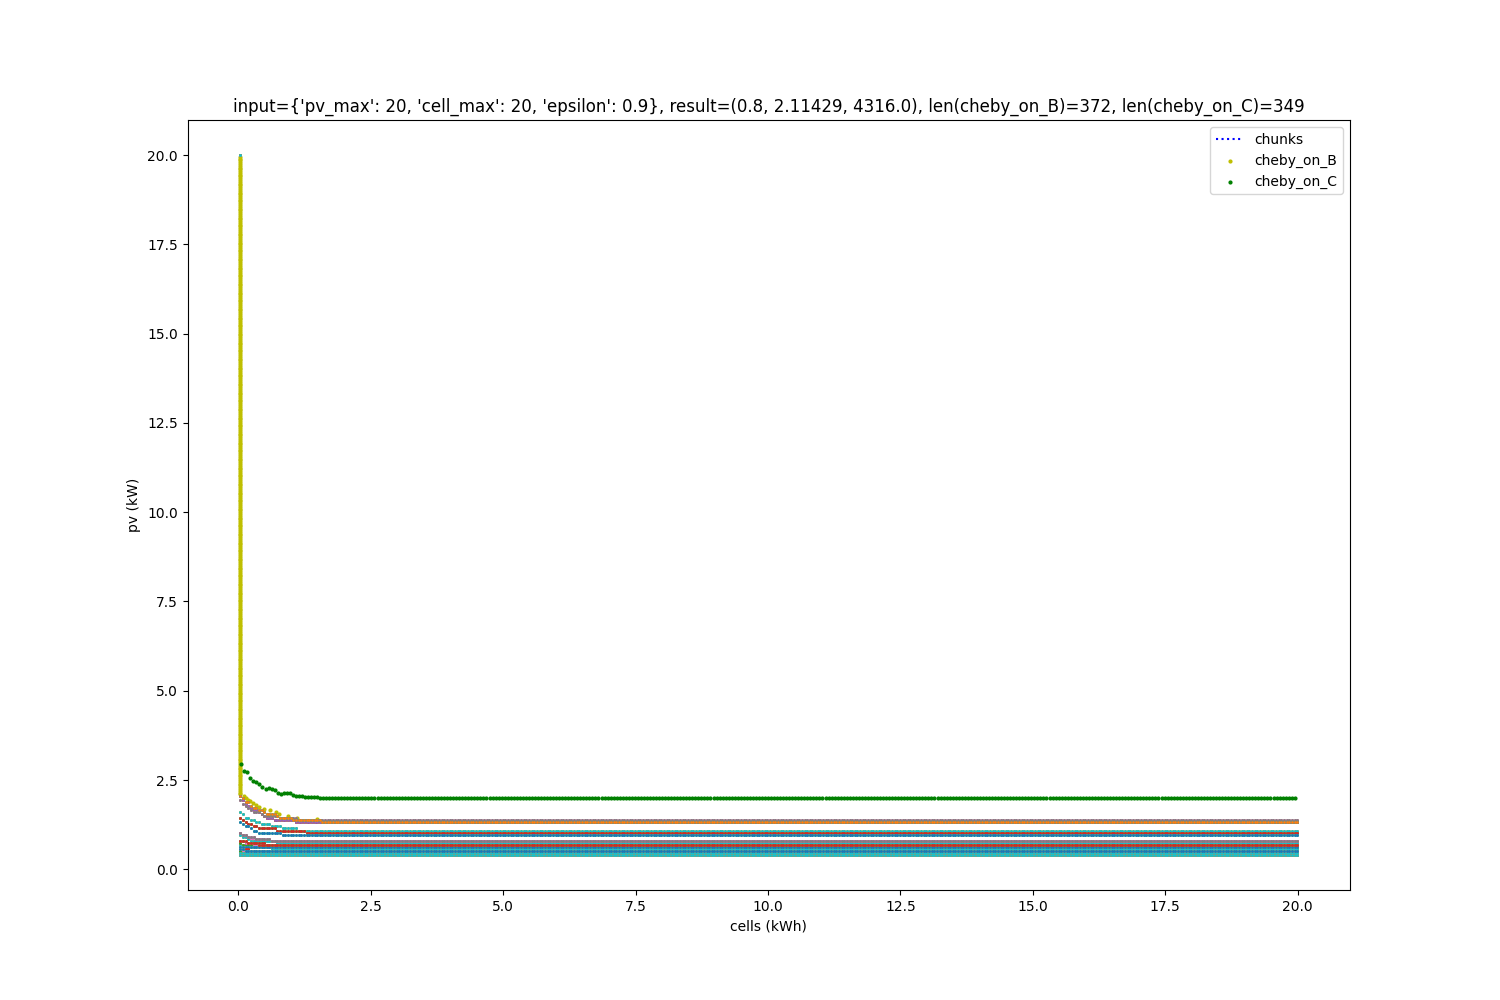 input={'pv_max': 20, 'cell_max': 20, 'epsilon': 0.9}, result=(0.8, 2.11429, 4316.0), len(cheby_on_B)=372, len(cheby_on_C)=349
chunks
cheby_on_B
cheby_on_C
20.0
17.5
15.0
12.5
10.0
7.5
5.0
2.5
0.0
pv (kW)
0.0 2.5 5.0 7.5 10.0 12.5 15.0 17.5 20.0
cells (kWh)